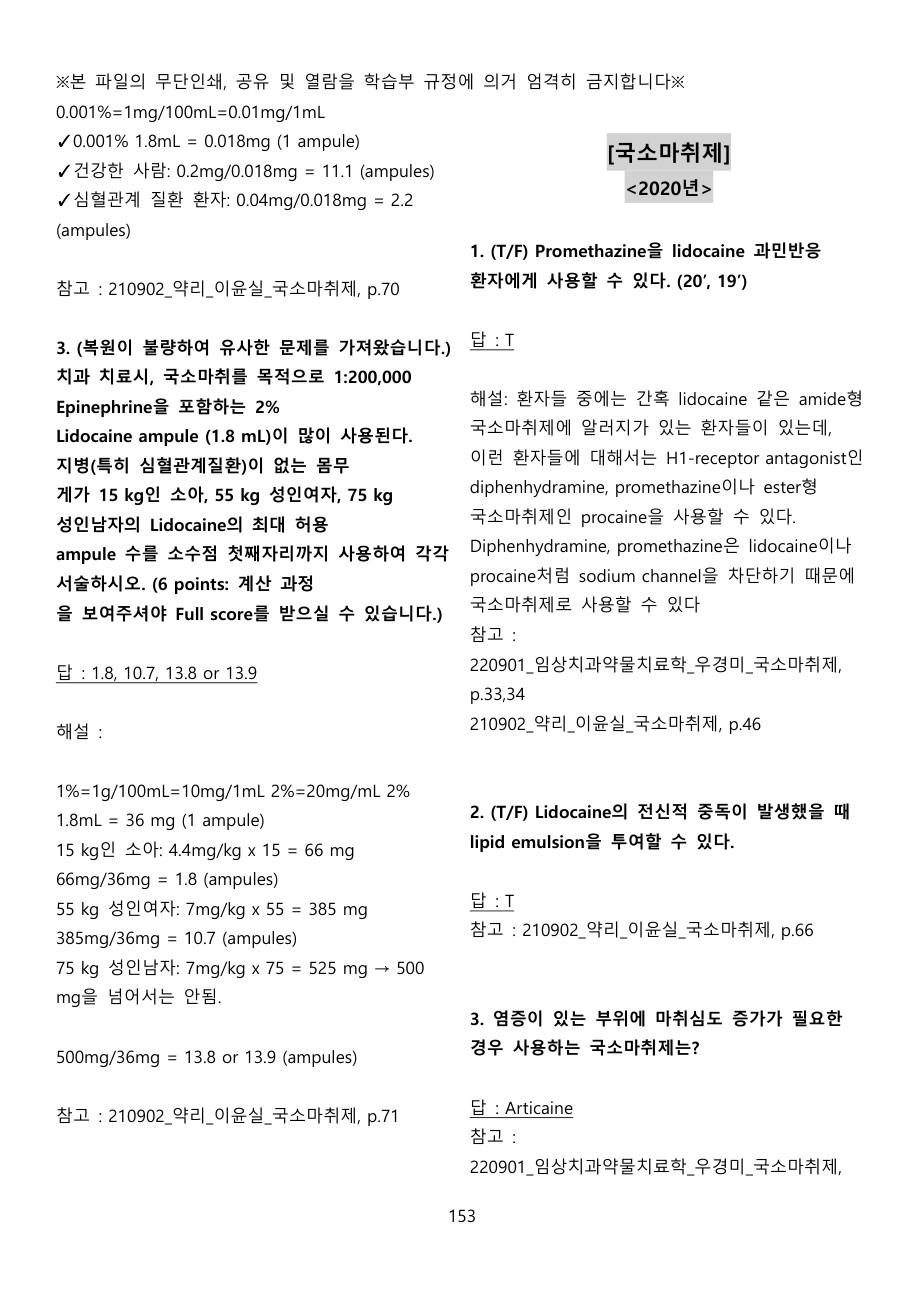 ※본 파일의 무단인쇄, 공유 및 열람을 학습부 규정에 의거 엄격히 금지합니다※
0.001%=1mg/100mL=0.01mg/1mL
✓0.001% 1.8mL = 0.018mg (1 ampule)
✓건강한 사람: 0.2mg/0.018mg = 11.1 (ampules)
✓심혈관계 질환 환자: 0.04mg/0.018mg = 2.2
(ampules)
참고 : 210902_약리_이윤실_국소마취제, p.70
3. (복원이 불량하여 유사한 문제를 가져왔습니다.)
치과 치료시, 국소마취를 목적으로 1:200,000
Epinephrine을 포함하는 2%
Lidocaine ampule (1.8 mL)이 많이 사용된다.
지병(특히 심혈관계질환)이 없는 몸무
게가 15 kg인 소아, 55 kg 성인여자, 75 kg
성인남자의 Lidocaine의 최대 허용
ampule 수를 소수점 첫째자리까지 사용하여 각각
서술하시오. (6 points: 계산 과정
을 보여주셔야 Full score를 받으실 수 있습니다.)
답 : 1.8, 10.7, 13.8 or 13.9
해설 :
1%=1g/100mL=10mg/1mL 2%=20mg/mL 2%
1.8mL = 36 mg (1 ampule)
15 kg인 소아: 4.4mg/kg x 15 = 66 mg
66mg/36mg = 1.8 (ampules)
55 kg 성인여자: 7mg/kg x 55 = 385 mg
385mg/36mg = 10.7 (ampules)
75 kg 성인남자: 7mg/kg x 75 = 525 mg → 500
mg을 넘어서는 안됨.
500mg/36mg = 13.8 or 13.9 (ampules)
참고 : 210902_약리_이윤실_국소마취제, p.71
[국소마취제]
<2020년>
1. (T/F) Promethazine을 lidocaine 과민반응
환자에게 사용할 수 있다. (20’, 19’)
답 : T
해설: 환자들 중에는 간혹 lidocaine 같은 amide형
국소마취제에 알러지가 있는 환자들이 있는데,
이런 환자들에 대해서는 H1-receptor antagonist인
diphenhydramine, promethazine이나 ester형
국소마취제인 procaine을 사용할 수 있다.
Diphenhydramine, promethazine은 lidocaine이나
procaine처럼 sodium channel을 차단하기 때문에
국소마취제로 사용할 수 있다
참고 :
220901_임상치과약물치료학_우경미_국소마취제,
p.33,34
210902_약리_이윤실_국소마취제, p.46
2. (T/F) Lidocaine의 전신적 중독이 발생했을 때
lipid emulsion을 투여할 수 있다.
답 : T
참고 : 210902_약리_이윤실_국소마취제, p.66
3. 염증이 있는 부위에 마취심도 증가가 필요한
경우 사용하는 국소마취제는?
답 : Articaine
참고 :
220901_임상치과약물치료학_우경미_국소마취제,
153